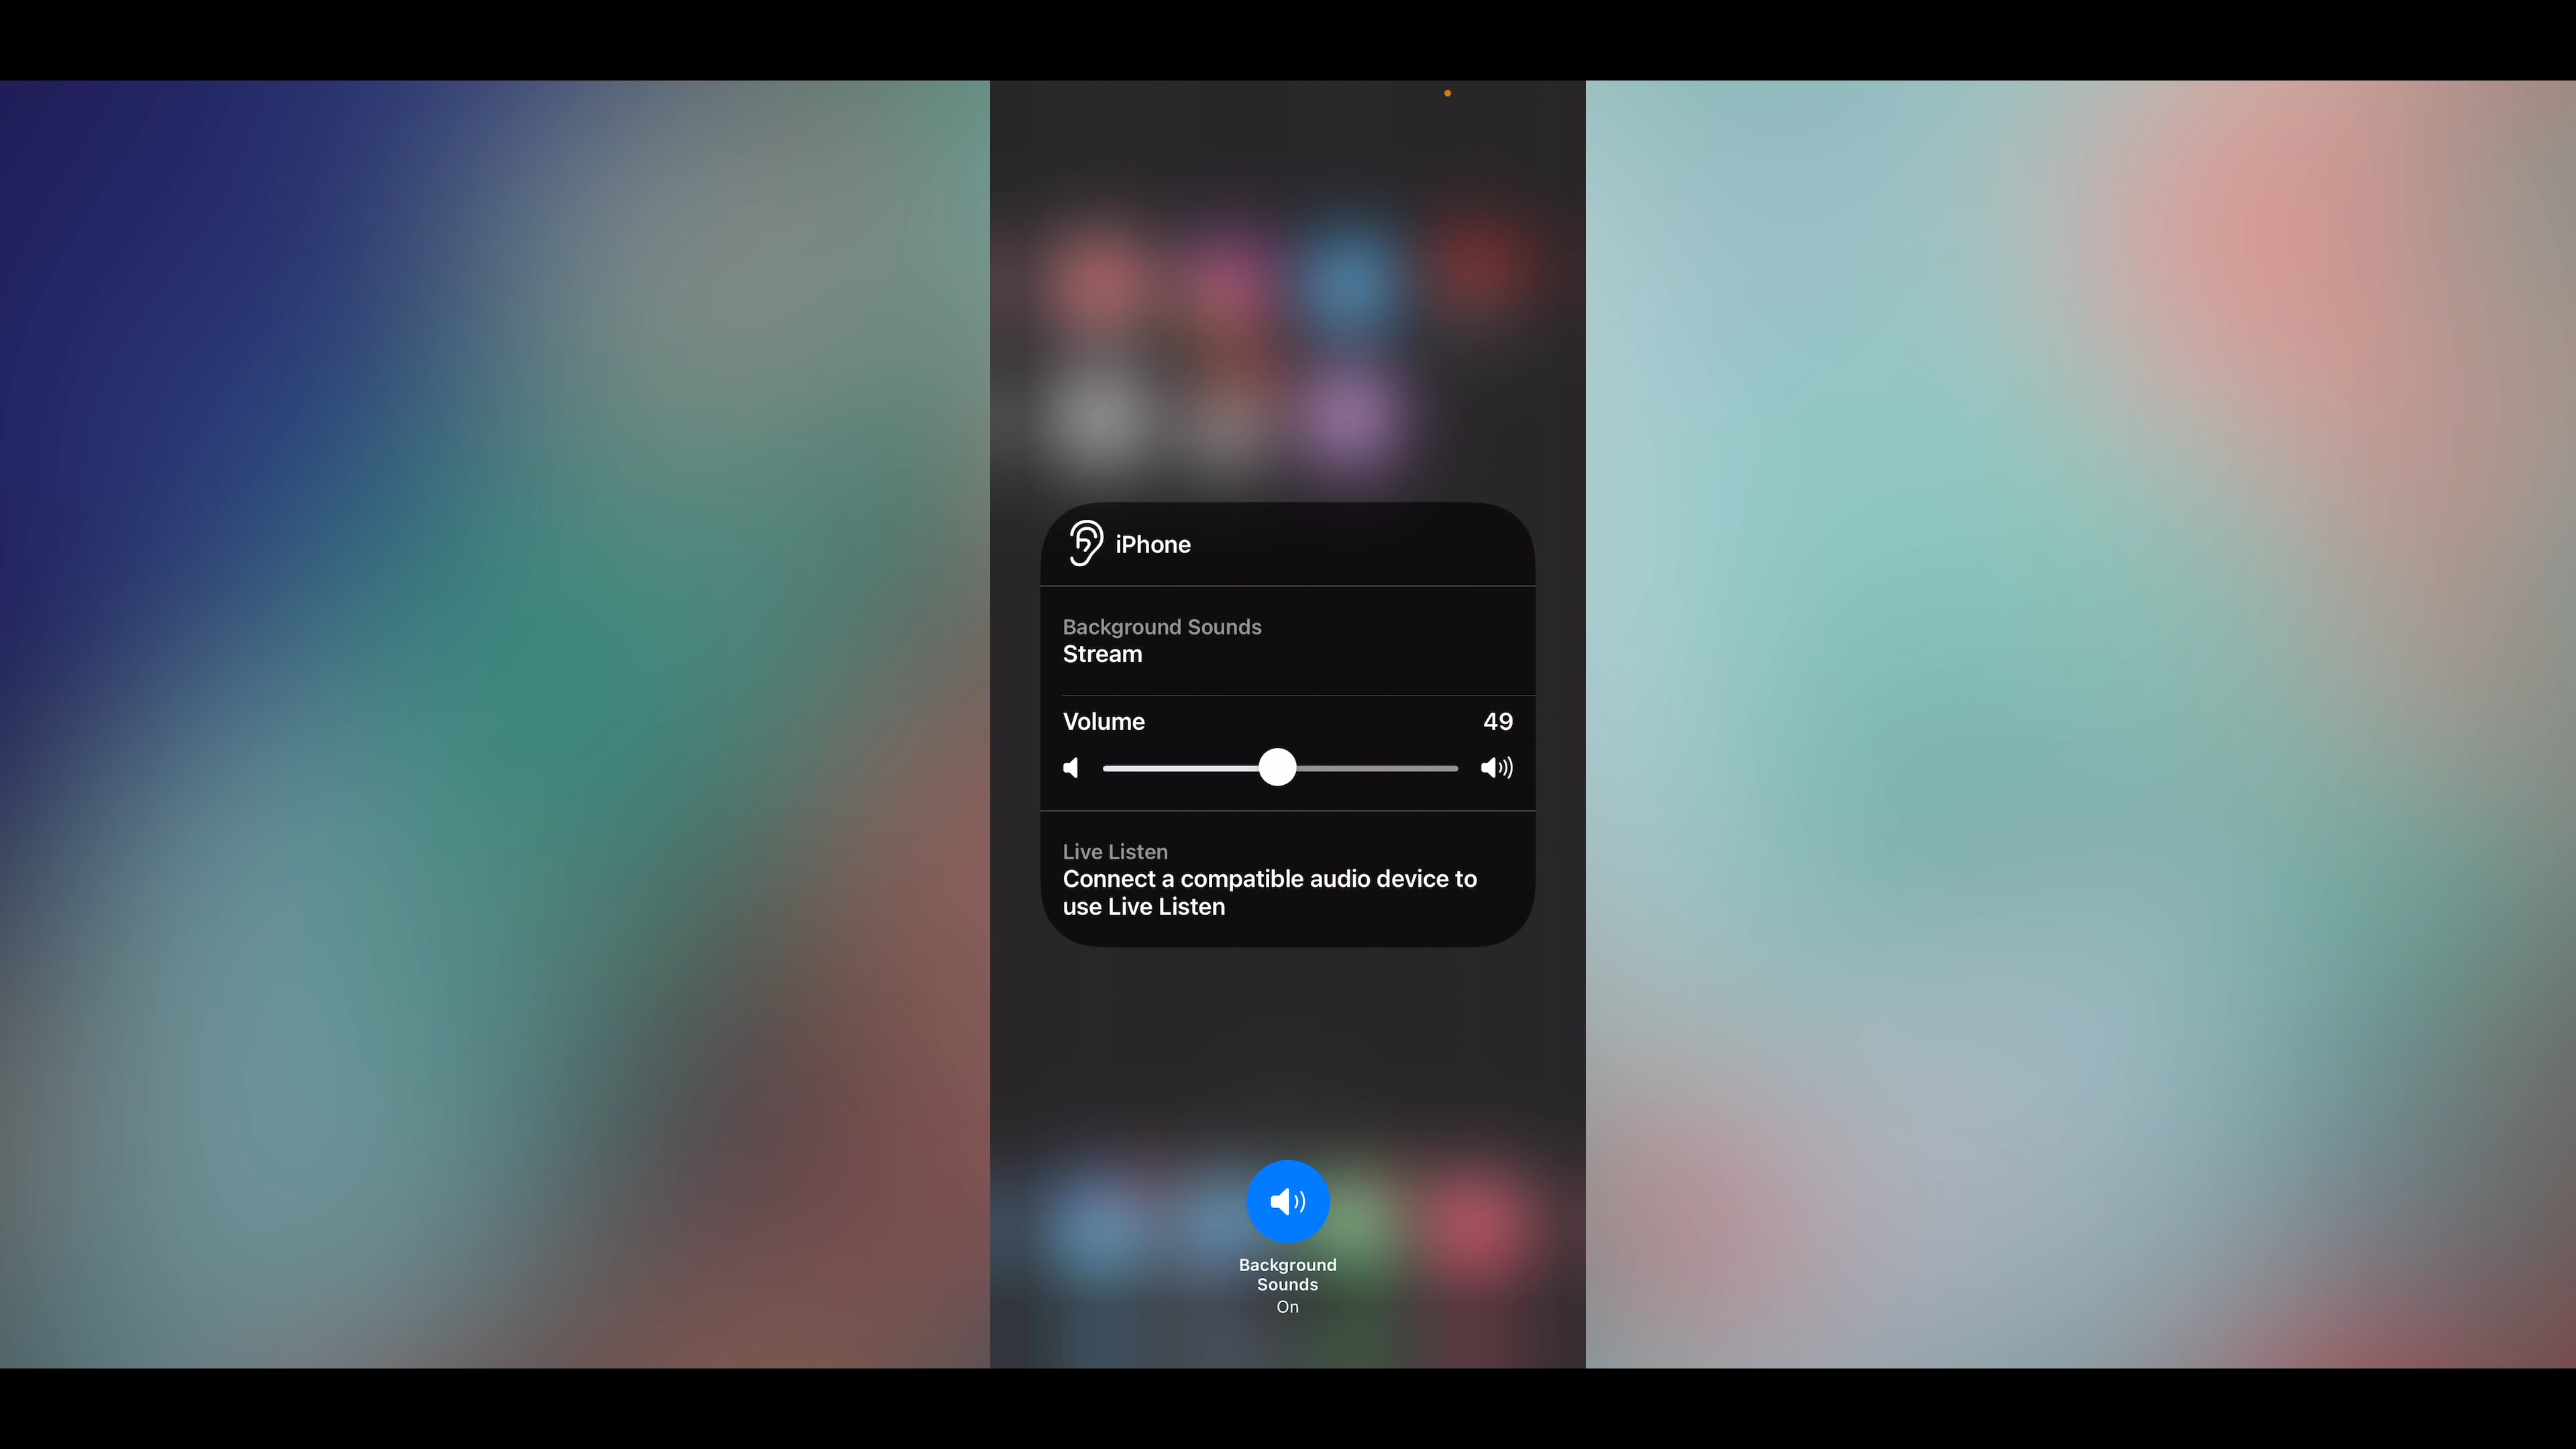 iPhone
Background Sounds
Stream
Volume
49
Live Listen
Connect a compatible audio device to
use Live Listen
Background
Sounds
On